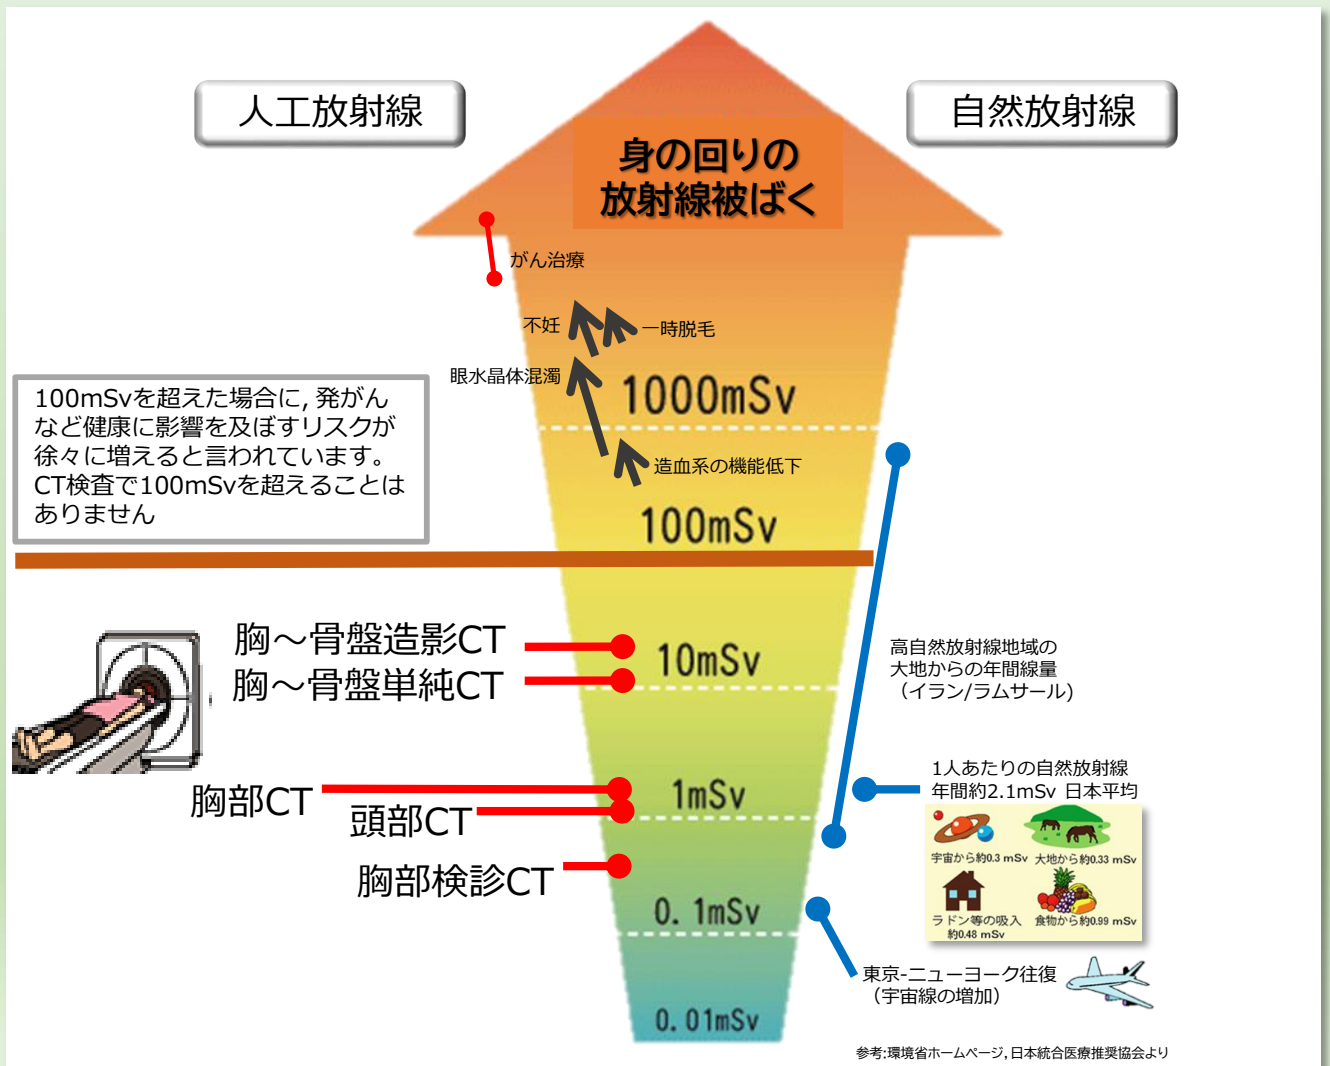 人工放射線
自然放射線
身の回りの
放射線被ばく
がん治療
不妊
一時脱毛
眼水晶体混濁
1000mSv
100mSvを超えた場合に, 発がん
など健康に影響を及ぼすリスクが
徐々に増えると言われています。
CT検査で100mSvを超えることは
ありません
造血系の機能低下
100mSv
胸～骨盤造影CT
胸～骨盤単純CT
10mSv
高自然放射線地域の
大地からの年間線量
（イラン/ラムサール)
胸部CT
頭部CT
1mSv
1人あたりの自然放射線
年間約2.1mSv 日本平均
宇宙から約0.3 mSv
大地から約0.33 mSv
ラドン等の吸入
約0.48 mSv
食物から約0.99 mSv
胸部検診CT
0.1mSv
東京-ニューヨーク往復
（宇宙線の増加）
0.01mSv
参考:環境省ホームページ, 日本統合医療推奨協会より